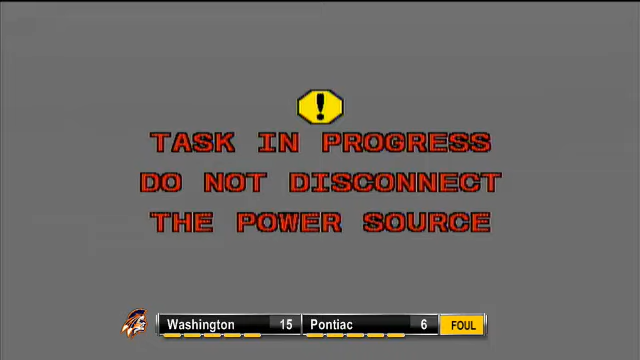 !
TASK IN PROGRESS
DO NOT DISCONNECT
THE POWER SOURCE
Washington 15 Pontiac 6 FOUL